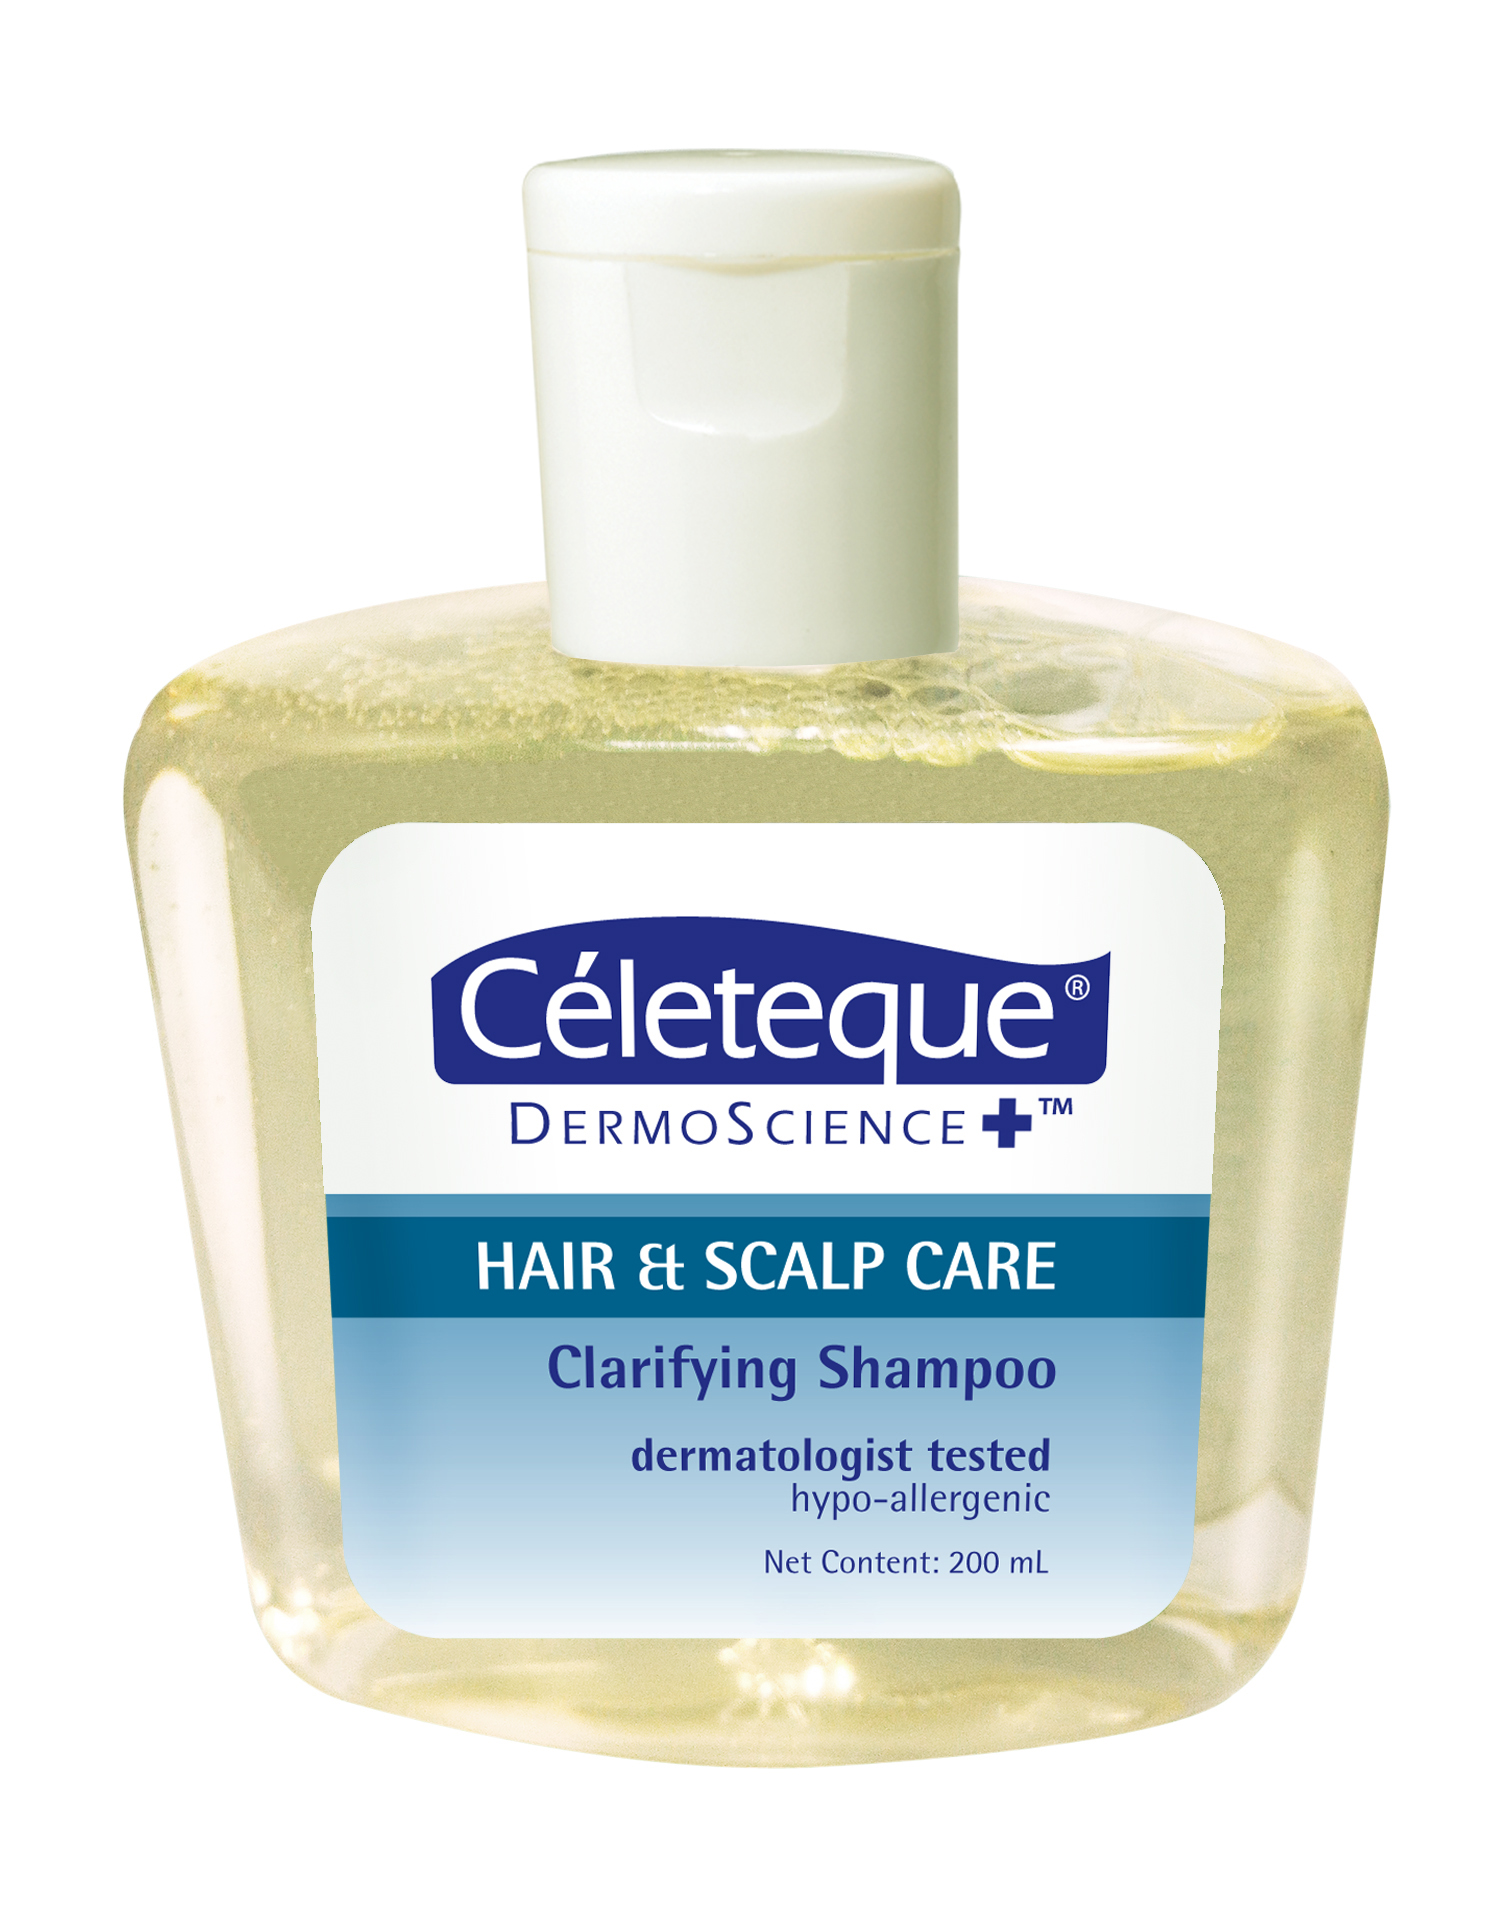 Céleteque®
DERMOSCIENCE+™
HAIR & SCALP CARE
Clarifying Shampoo
dermatologist tested
hypo-allergenic
Net Content: 200 mL